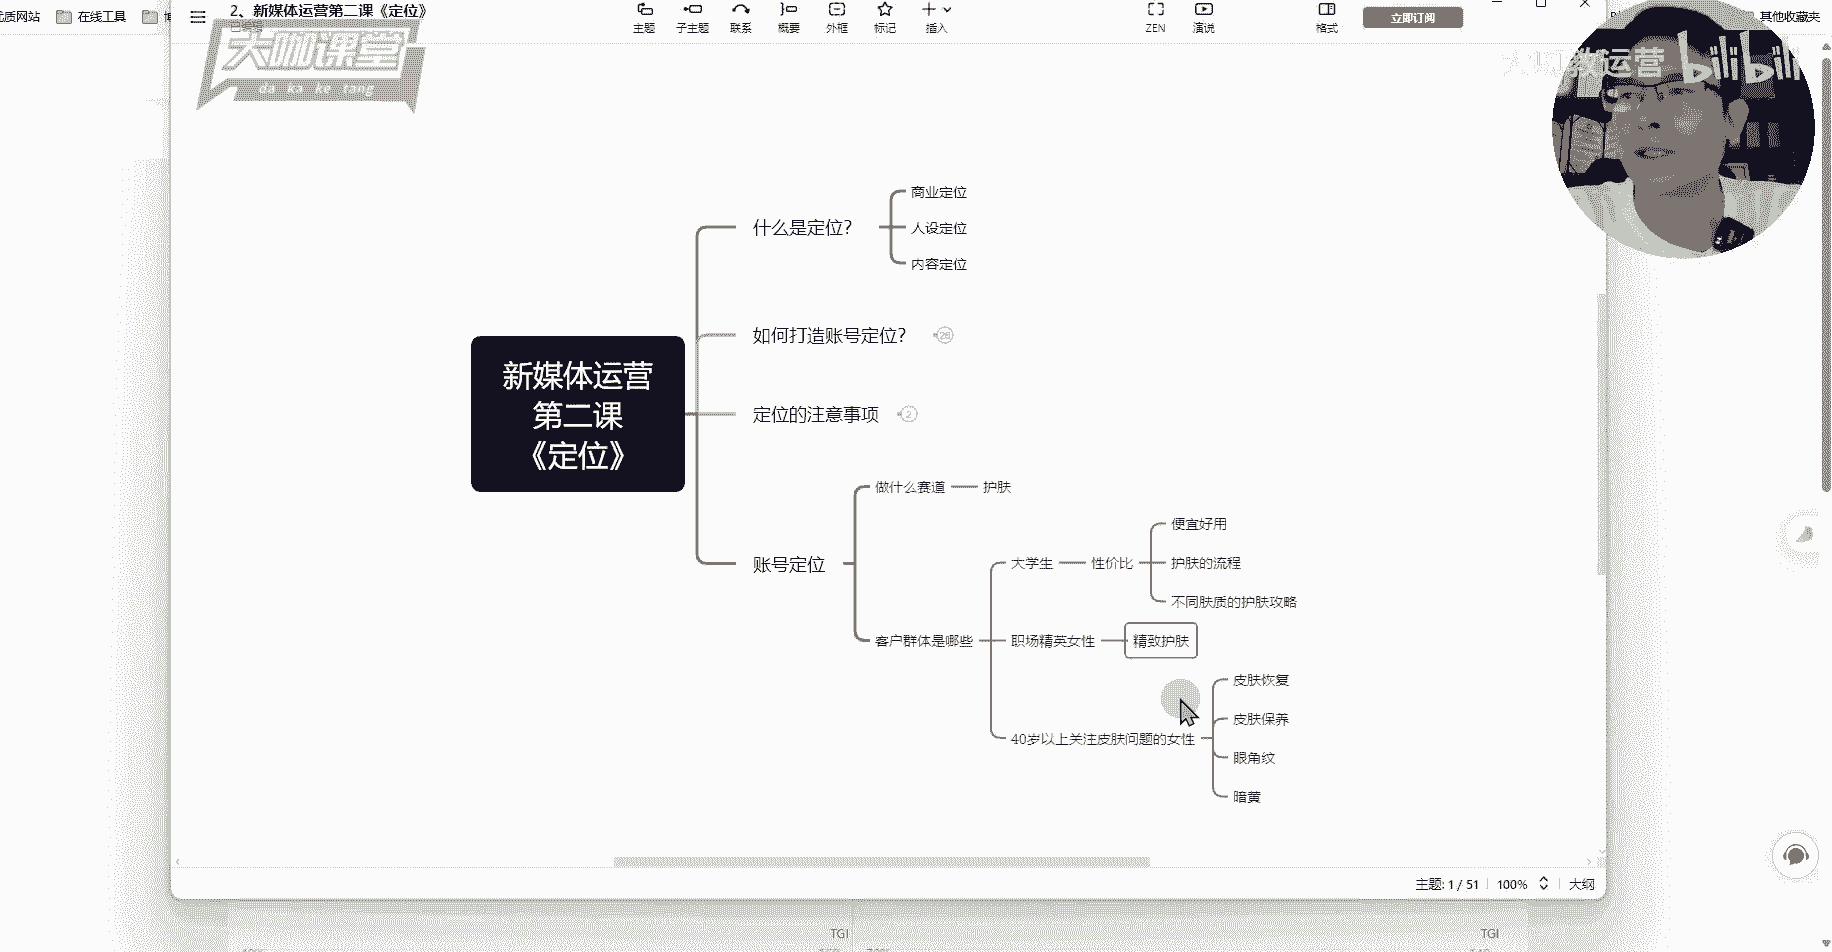 优质网站
在线工具
2、新媒体运营第二课《定位》
已编辑
主题
子主题
联系
概要
外框
标记
插入
ZEN
演说
格式
立即订阅
其他收藏夹
大咖课堂
da ka ke tang
教运营 bilibili
什么是定位？
商业定位
人设定位
内容定位
如何打造账号定位？
26
定位的注意事项
2
新媒体运营
第二课
《定位》
账号定位
做什么赛道
护肤
客户群体是哪些
大学生
性价比
便宜好用
护肤的流程
不同肤质的护肤攻略
职场精英女性
精致护肤
40岁以上关注皮肤问题的女性
皮肤恢复
皮肤保养
眼角纹
暗黄
主题: 1 / 51
100%
大纲
TGI
TGI